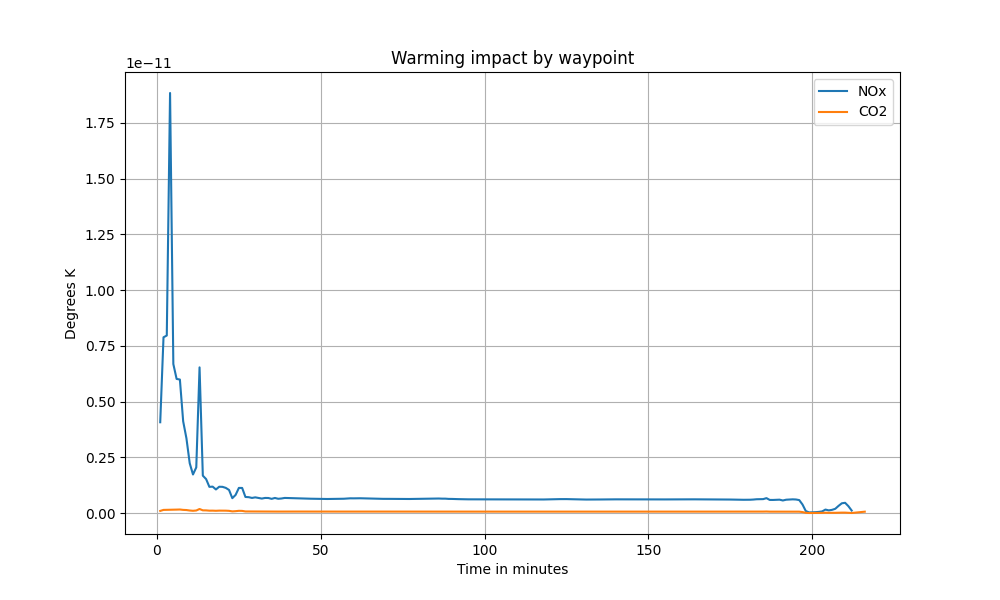 Warming impact by waypoint
1e−11
NOx
CO2
1.75
1.50
1.25
1.00
0.75
0.50
0.25
0.00
Degrees K
0 50 100 150 200
Time in minutes